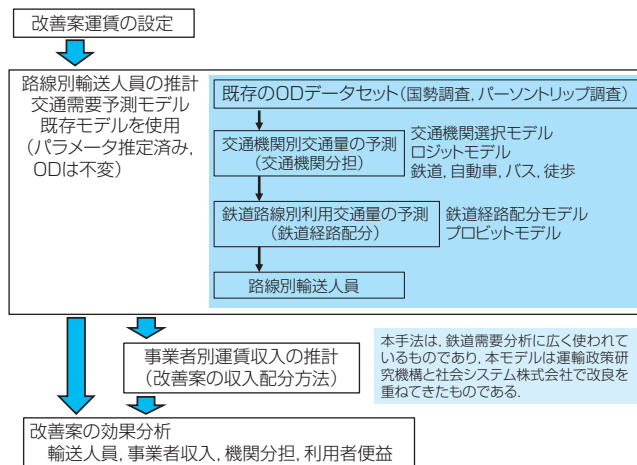 改善案運賃の設定
路線別輸送人員の推計
交通需要予測モデル
既存モデルを使用
(パラメータ推定済み,
ODは不変)
既存のODデータセット(国勢調査,パーソントリップ調査)
交通機関別交通量の予測
(交通機関分担)
交通機関選択モデル
ロジットモデル
鉄道,自動車,バス,徒歩
鉄道路線別利用交通量の予測
(鉄道経路配分)
鉄道経路配分モデル
プロビットモデル
路線別輸送人員
事業者別運賃収入の推計
(改善案の収入配分方法)
本手法は,鉄道需要分析に広く使われて
いるものであり,本モデルは運輸政策研
究機構と社会システム株式会社で改良を
重ねてきたものである.
改善案の効果分析
輸送人員,事業者収入,機関分担,利用者便益